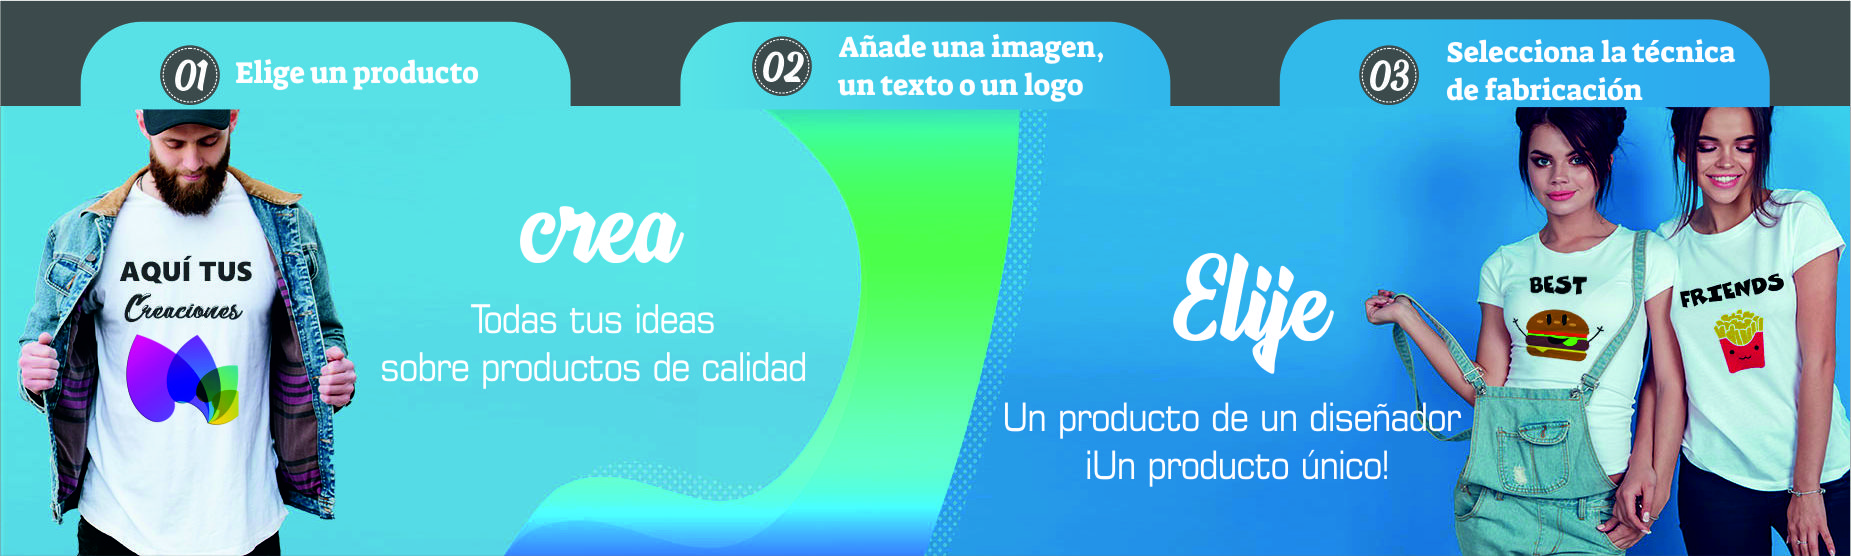 01 Elige un producto
02 Añade una imagen,
un texto o un logo
03 Selecciona la técnica
de fabricación
AQUÍ TUS
Creaciones
crea
Todas tus ideas
sobre productos de calidad
Elije
Un producto de un diseñador
¡Un producto único!
BEST
FRIENDS